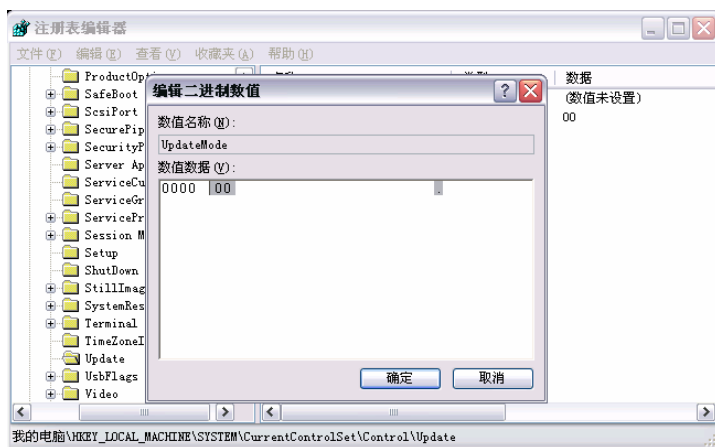 注册表编辑器
文件(F) 编辑(E) 查看(V) 收藏夹(A) 帮助(H)
ProductOpti
数据
SafeBoot
(数值未设置)
ScsiPort
00
SecurePip
SecurityP
Server Ap
ServiceCu
ServiceGr
ServicePr
Session M
Setup
ShutDown
StillImag
SystemRes
Terminal
TimeZoneI
Update
UsbFlags
Video
编辑二进制数值
数值名称(N):
UpdateMode
数值数据(V):
0000 00 .
确定 取消
我的电脑\HKEY_LOCAL_MACHINE\SYSTEM\CurrentControlSet\Control\Update